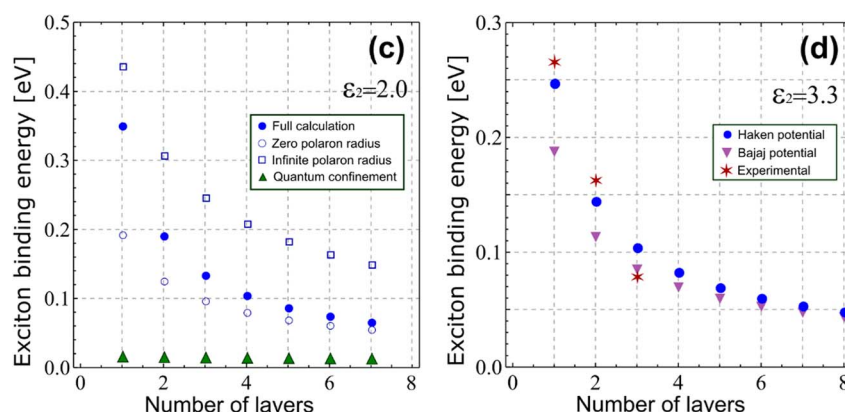 (c)
ε₂=2.0
Exciton binding energy [eV]
0.5
0.4
0.3
0.2
0.1
0.0
Full calculation
Zero polaron radius
Infinite polaron radius
Quantum confinement
0 2 4 6 8
Number of layers
(d)
ε₂=3.3
Exciton binding energy [eV]
0.3
0.2
0.1
0.0
Haken potential
Bajaj potential
Experimental
0 2 4 6 8
Number of layers